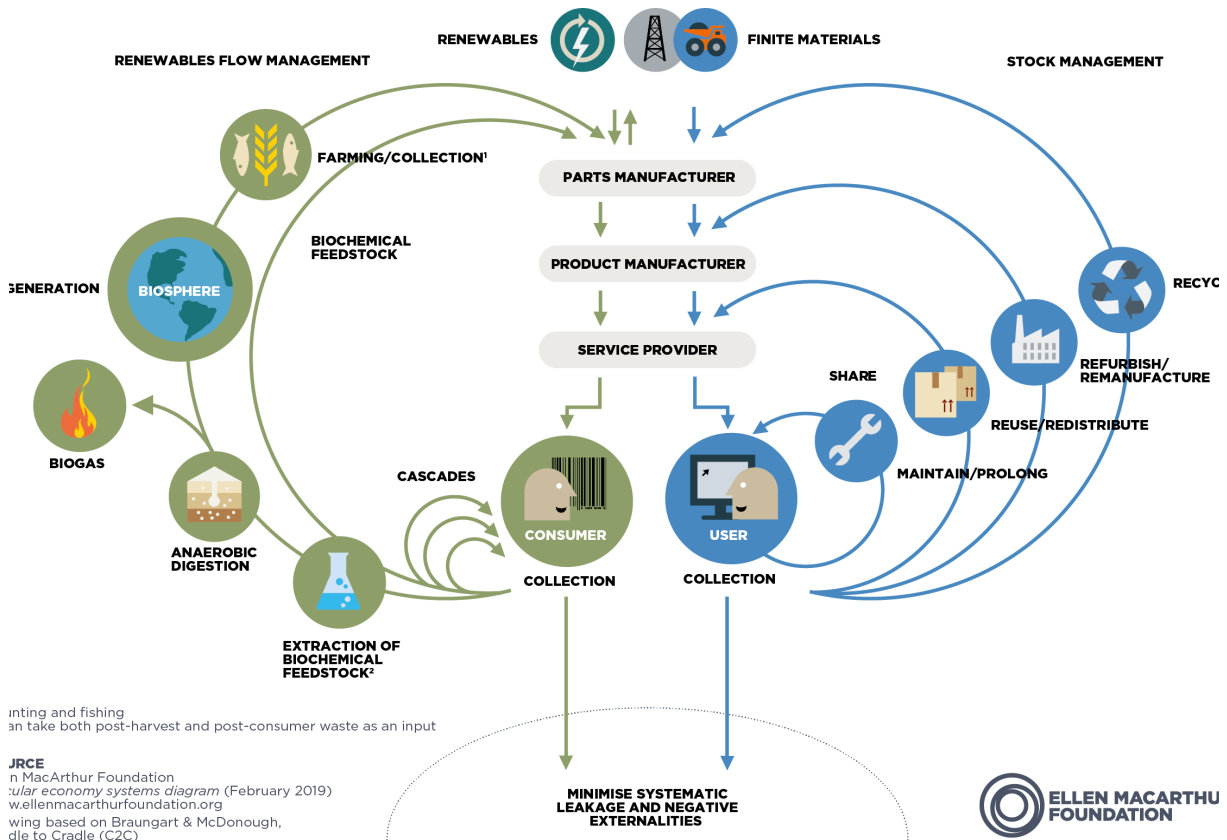 RENEWABLES
FINITE MATERIALS
RENEWABLES FLOW MANAGEMENT
STOCK MANAGEMENT
FARMING/COLLECTION¹
PARTS MANUFACTURER
BIOCHEMICAL
FEEDSTOCK
PRODUCT MANUFACTURER
GENERATION
BIOSPHERE
RECYC
SERVICE PROVIDER
SHARE
REFURBISH/
REMANUFACTURE
REUSE/REDISTRIBUTE
BIOGAS
CASCADES
MAINTAIN/PROLONG
CONSUMER
USER
ANAEROBIC
DIGESTION
COLLECTION
COLLECTION
EXTRACTION OF
BIOCHEMICAL
FEEDSTOCK²
unting and fishing
an take both post-harvest and post-consumer waste as an input
URCE
n MacArthur Foundation
cular economy systems diagram (February 2019)
w.ellenmacarthurfoundation.org
wing based on Braungart & McDonough,
dle to Cradle (C2C)
MINIMISE SYSTEMATIC
LEAKAGE AND NEGATIVE
EXTERNALITIES
ELLEN MACARTHU
FOUNDATION